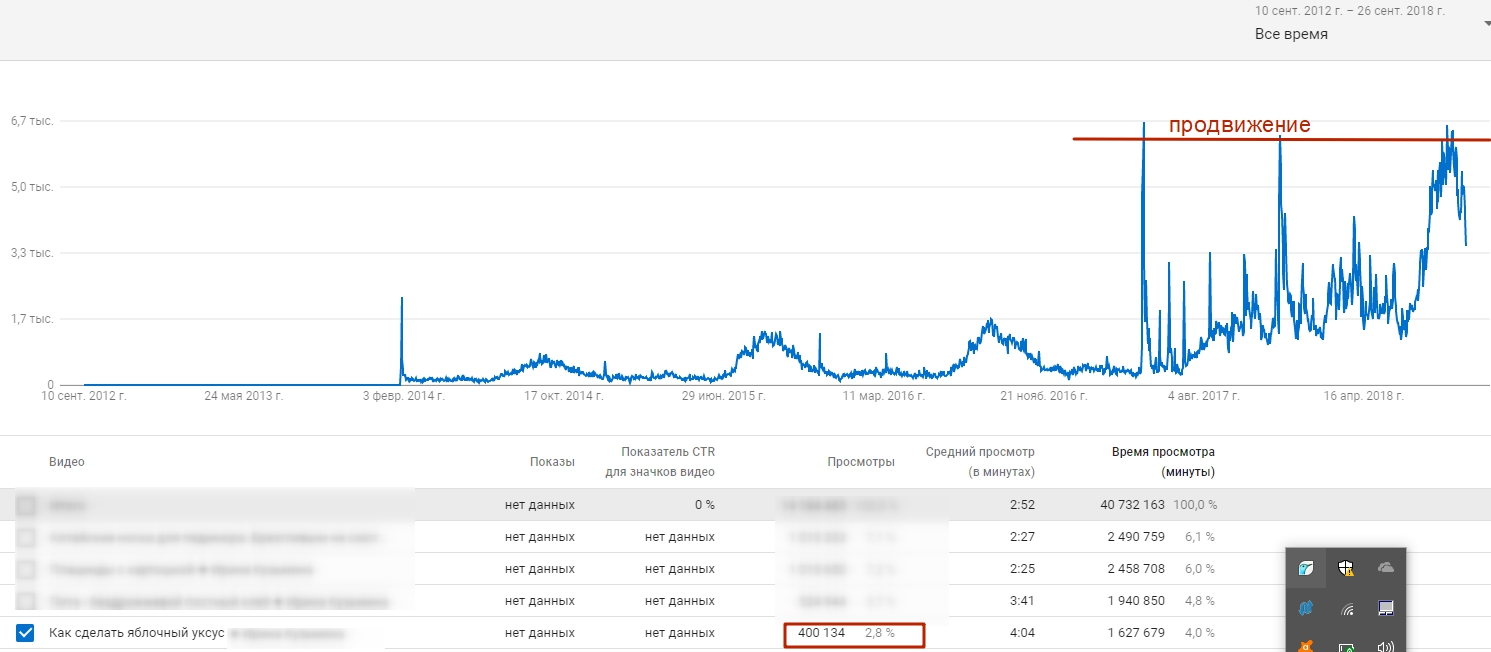 10 сент. 2012 г. – 26 сент. 2018 г.
Все время
6,7 тыс.
продвижение
5,0 тыс.
3,3 тыс.
1,7 тыс.
0
10 сент. 2012 г. 24 мая 2013 г. 3 февр. 2014 г. 17 окт. 2014 г. 29 июн. 2015 г. 11 мар. 2016 г. 21 нояб. 2016 г. 4 авг. 2017 г. 16 апр. 2018 г.
Видео Показы Показатель CTR для значков видео Просмотры Средний просмотр (в минутах) Время просмотра (минуты)
нет данных 0 % 2:52 40 732 163 100,0 %
нет данных нет данных 2:27 2 490 759 6,1 %
нет данных нет данных 2:25 2 458 708 6,0 %
нет данных нет данных 3:41 1 940 850 4,8 %
Как сделать яблочный уксус нет данных нет данных 400 134 2,8 % 4:04 1 627 679 4,0 %